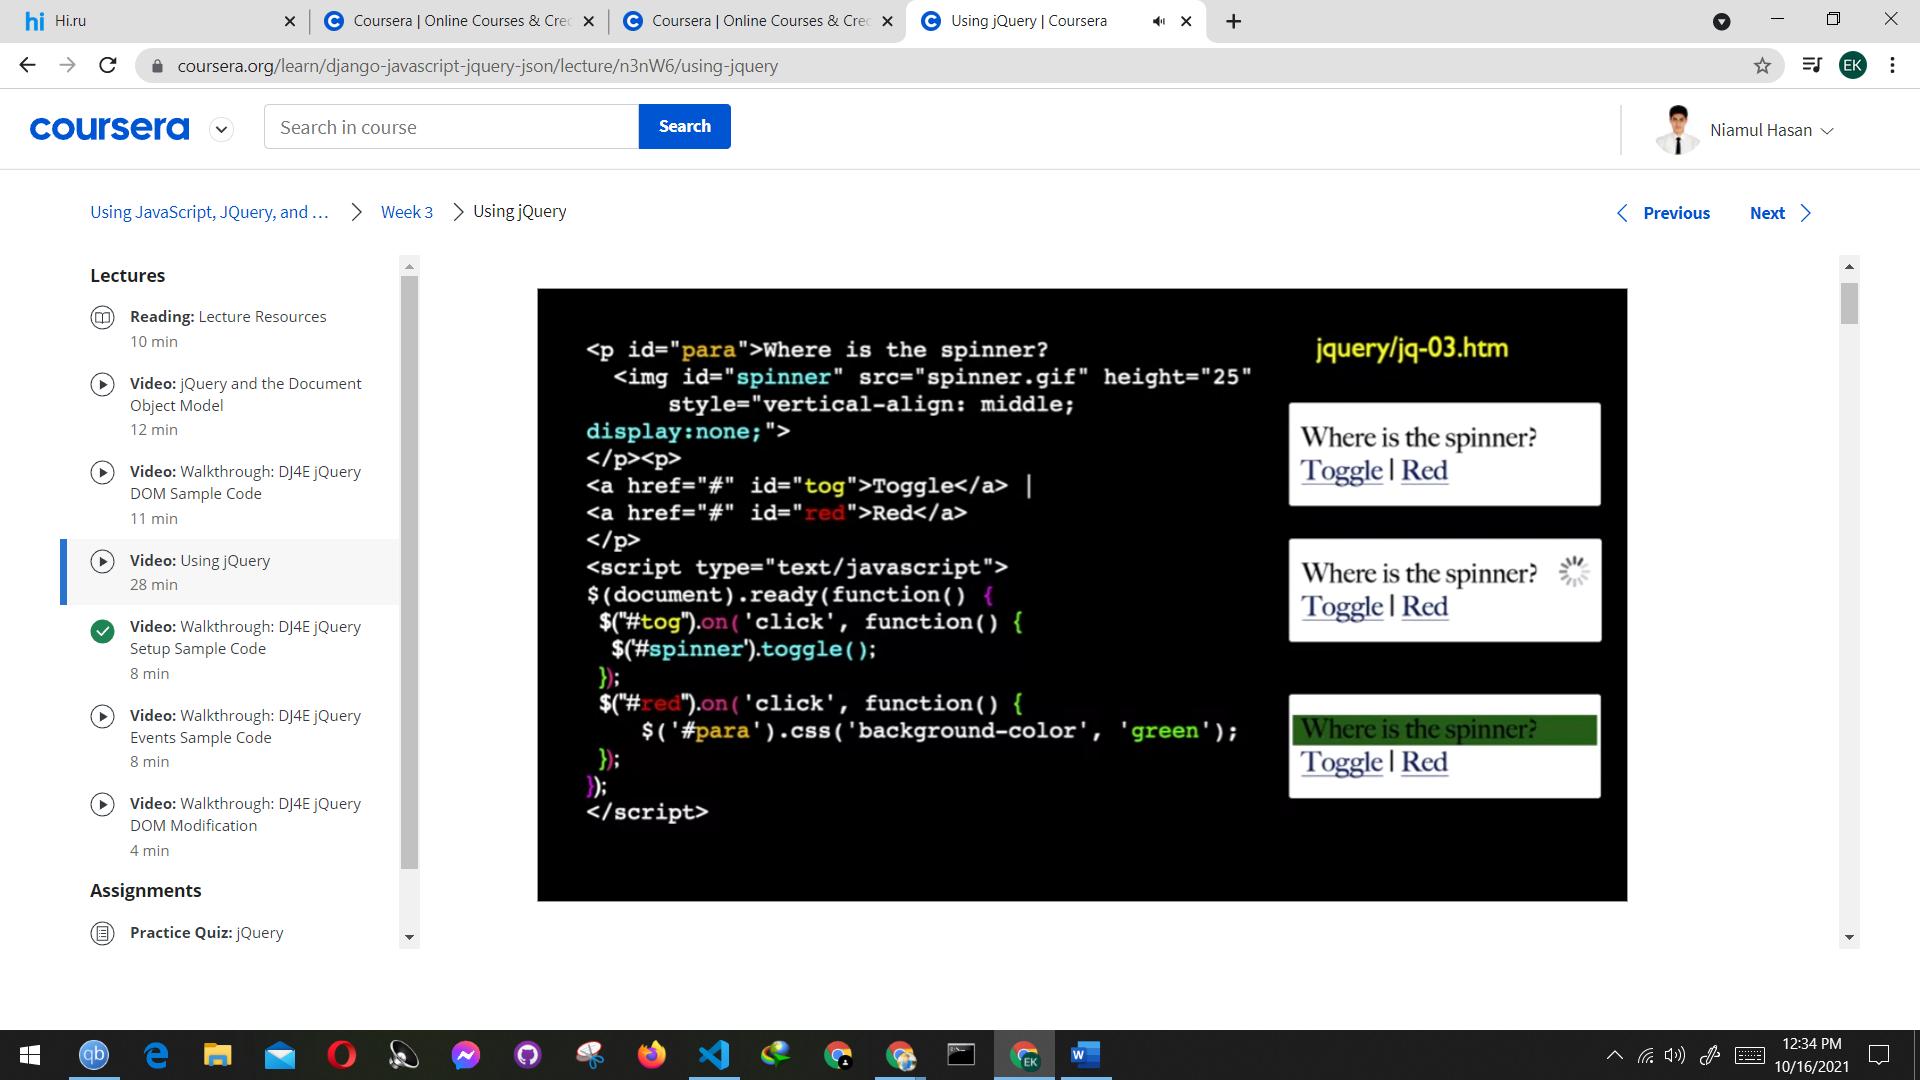 hi Hi.ru
Coursera | Online Courses & Cred
Coursera | Online Courses & Cred
Using jQuery | Coursera
coursera.org/learn/django-javascript-jquery-json/lecture/n3nW6/using-jquery
EK
coursera
Search in course
Search
Niamul Hasan
Using JavaScript, JQuery, and ...
Week 3
Using jQuery
Previous
Next
Lectures
Reading: Lecture Resources
10 min
Video: jQuery and the Document
Object Model
12 min
Video: Walkthrough: DJ4E jQuery
DOM Sample Code
11 min
Video: Using jQuery
28 min
Video: Walkthrough: DJ4E jQuery
Setup Sample Code
8 min
Video: Walkthrough: DJ4E jQuery
Events Sample Code
8 min
Video: Walkthrough: DJ4E jQuery
DOM Modification
4 min
Assignments
Practice Quiz: jQuery
<p id="para">Where is the spinner?
<img id="spinner" src="spinner.gif" height="25"
style="vertical-align: middle;
display:none;">
</p><p>
<a href="#" id="tog">Toggle</a> |
<a href="#" id="red">Red</a>
</p>
<script type="text/javascript">
$(document).ready(function() {
$("#tog").on('click', function() {
$('#spinner').toggle();
});
$("#red").on('click', function() {
$('#para').css('background-color', 'green');
});
});
</script>
jquery/jq-03.htm
Where is the spinner?
Toggle | Red
Where is the spinner?
Toggle | Red
Where is the spinner?
Toggle | Red
qb
EK
W
12:34 PM
10/16/2021